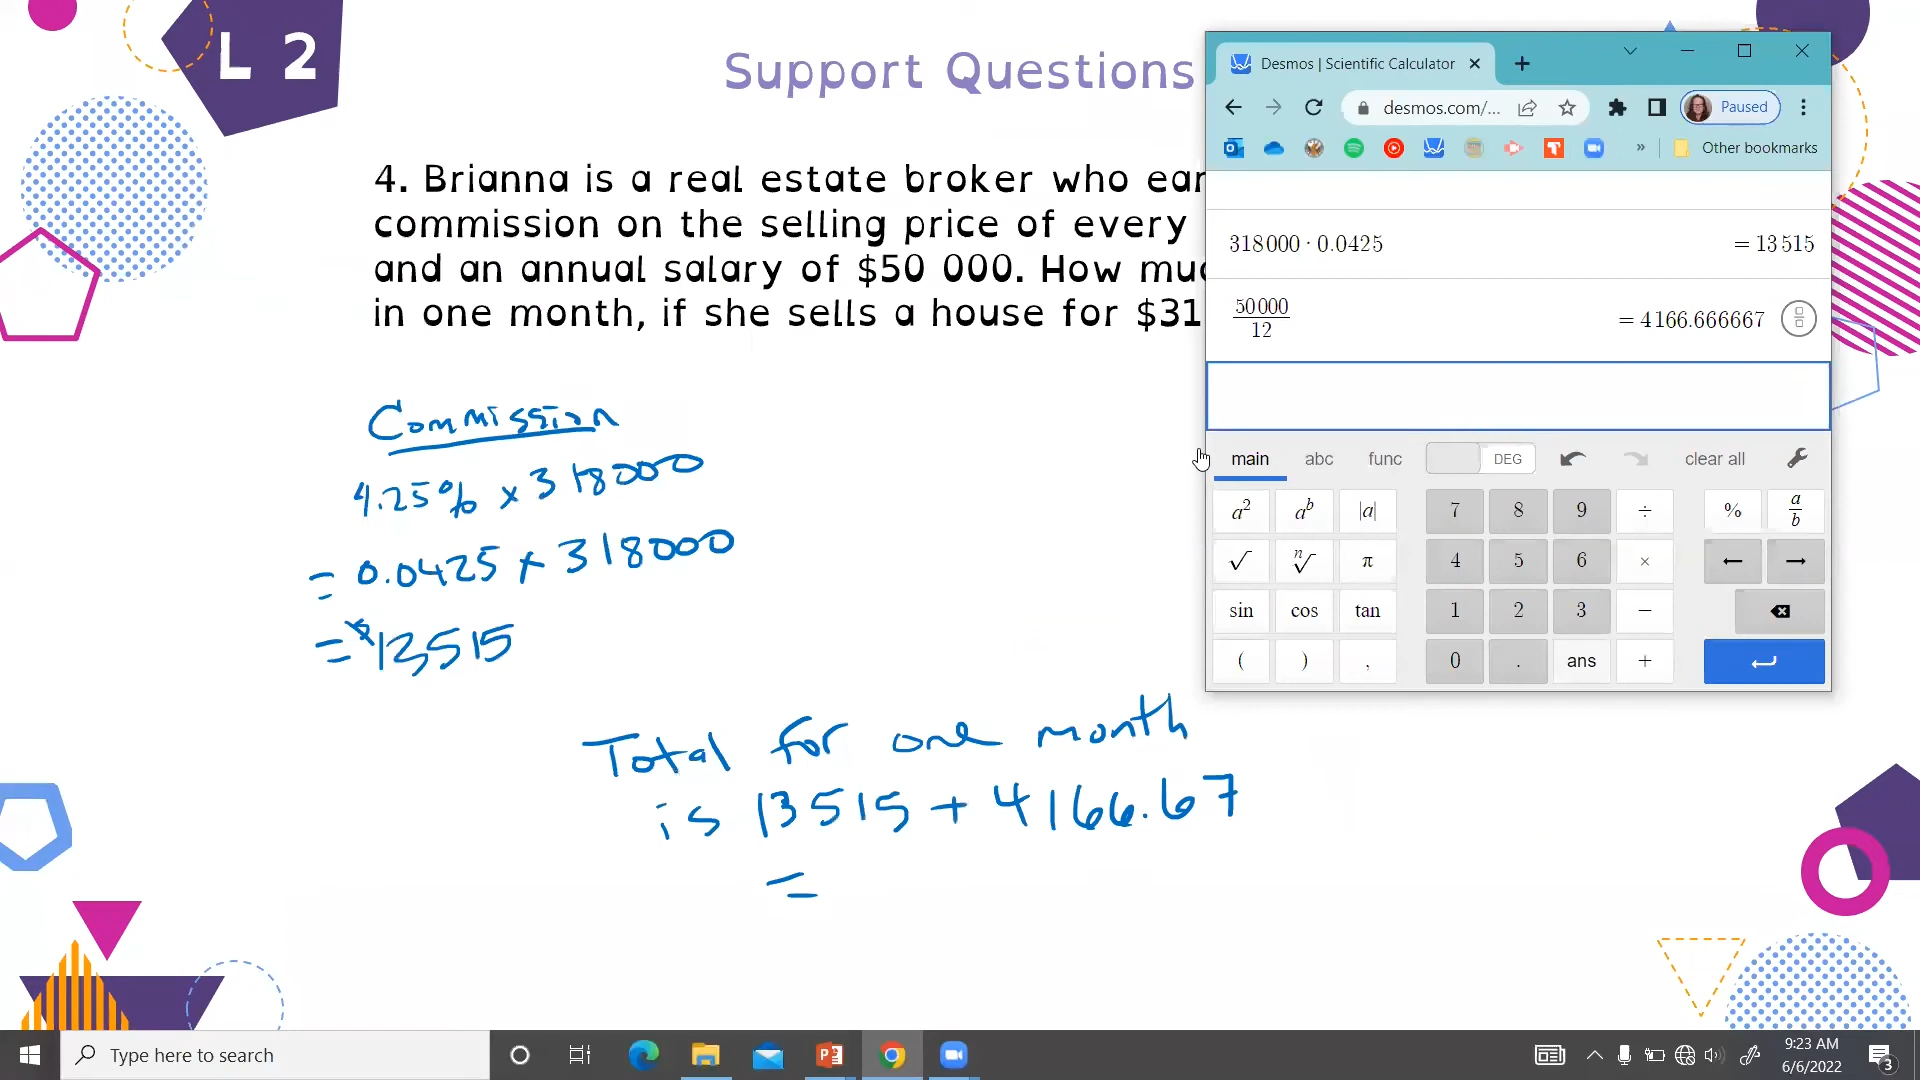 L 2
Support Questions
4. Brianna is a real estate broker who ear
commission on the selling price of every
and an annual salary of $50 000. How muc
in one month, if she sells a house for $31
Commission
4.25% × 318000
= 0.0425 × 318000
= $13515
Total for one month
is 13515 + 4166.67
=
Desmos | Scientific Calculator
desmos.com/...
Paused
Other bookmarks
318000 · 0.0425 = 13515
50000/12 = 4166.666667
main abc func DEG clear all
a² aᵇ |a| 7 8 9 ÷ % a/b
√ ⁿ√ π 4 5 6 × ← →
sin cos tan 1 2 3 −
( ) , 0 . ans +
Type here to search
9:23 AM
6/6/2022
3